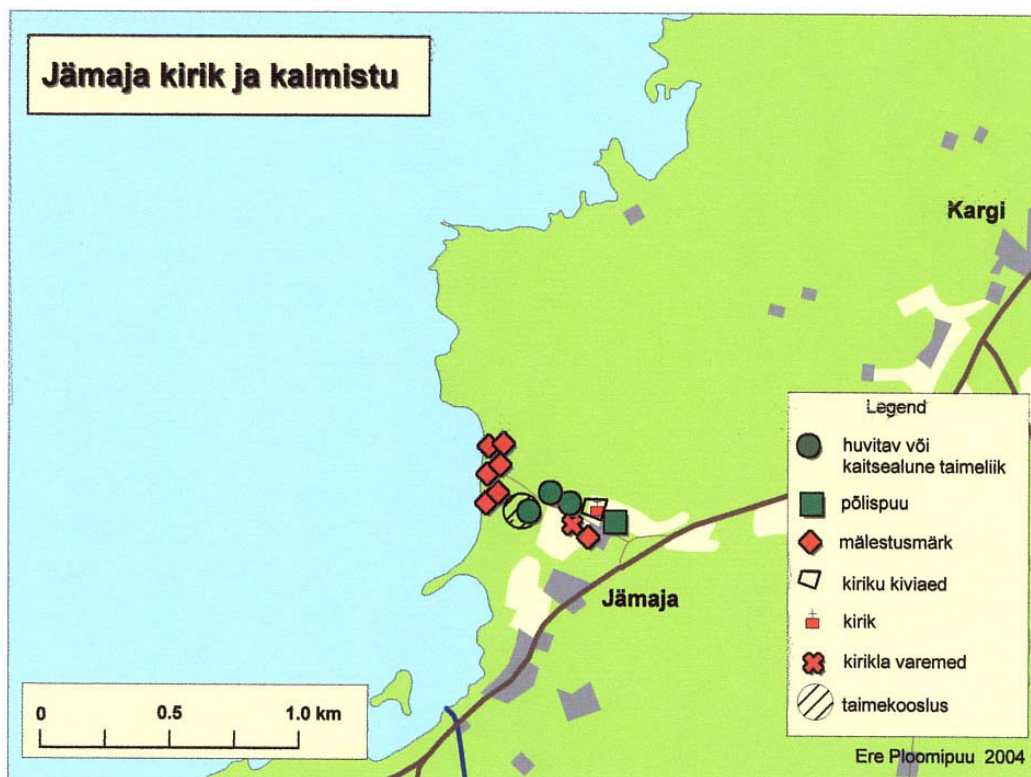 Jämaja kirik ja kalmistu
Kargi
Jämaja
Legend
huvitav või
kaitsealune taimeliik
põlispuu
mälestusmärk
kiriku kiviaed
kirik
kirikla varemed
taimekooslus
0 0.5 1.0 km
Ere Ploomipuu 2004